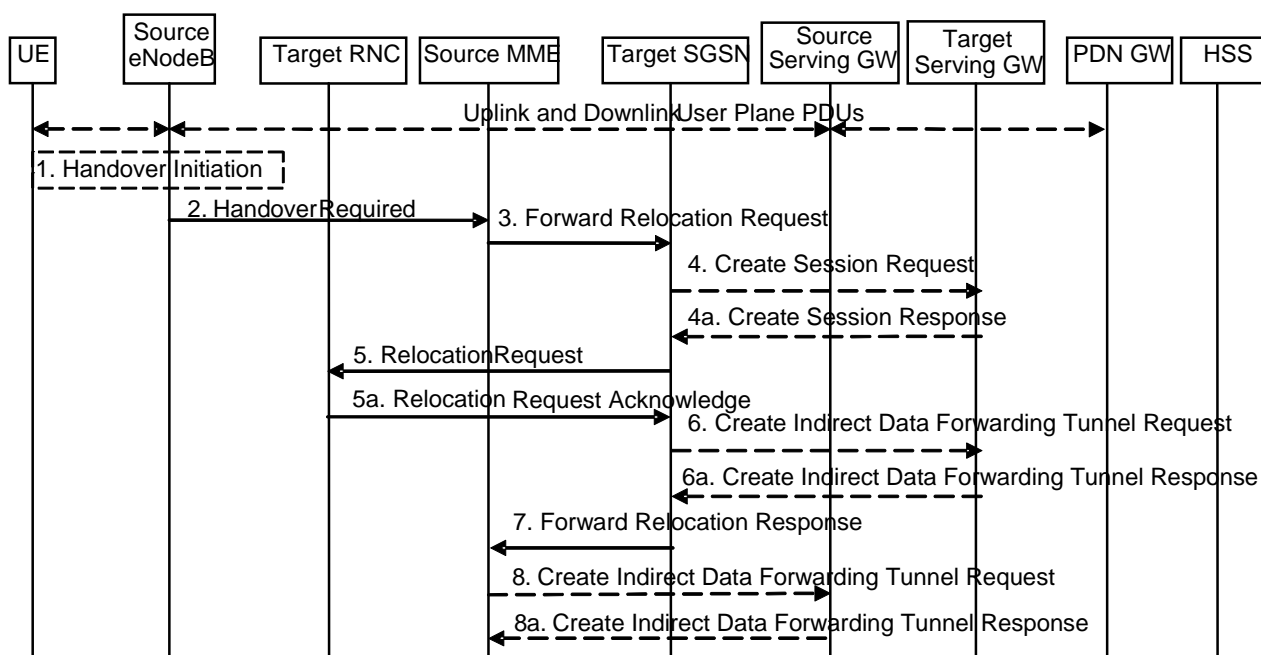 UE
Source
eNodeB
Target RNC
Source MME
Target SGSN
Source
Serving GW
Target
Serving GW
PDN GW
HSS
Uplink and Downlink User Plane PDUs
1. Handover Initiation
2. Handover Required
3. Forward Relocation Request
4. Create Session Request
4a. Create Session Response
5. Relocation Request
5a. Relocation Request Acknowledge
6. Create Indirect Data Forwarding Tunnel Request
6a. Create Indirect Data Forwarding Tunnel Response
7. Forward Relocation Response
8. Create Indirect Data Forwarding Tunnel Request
8a. Create Indirect Data Forwarding Tunnel Response